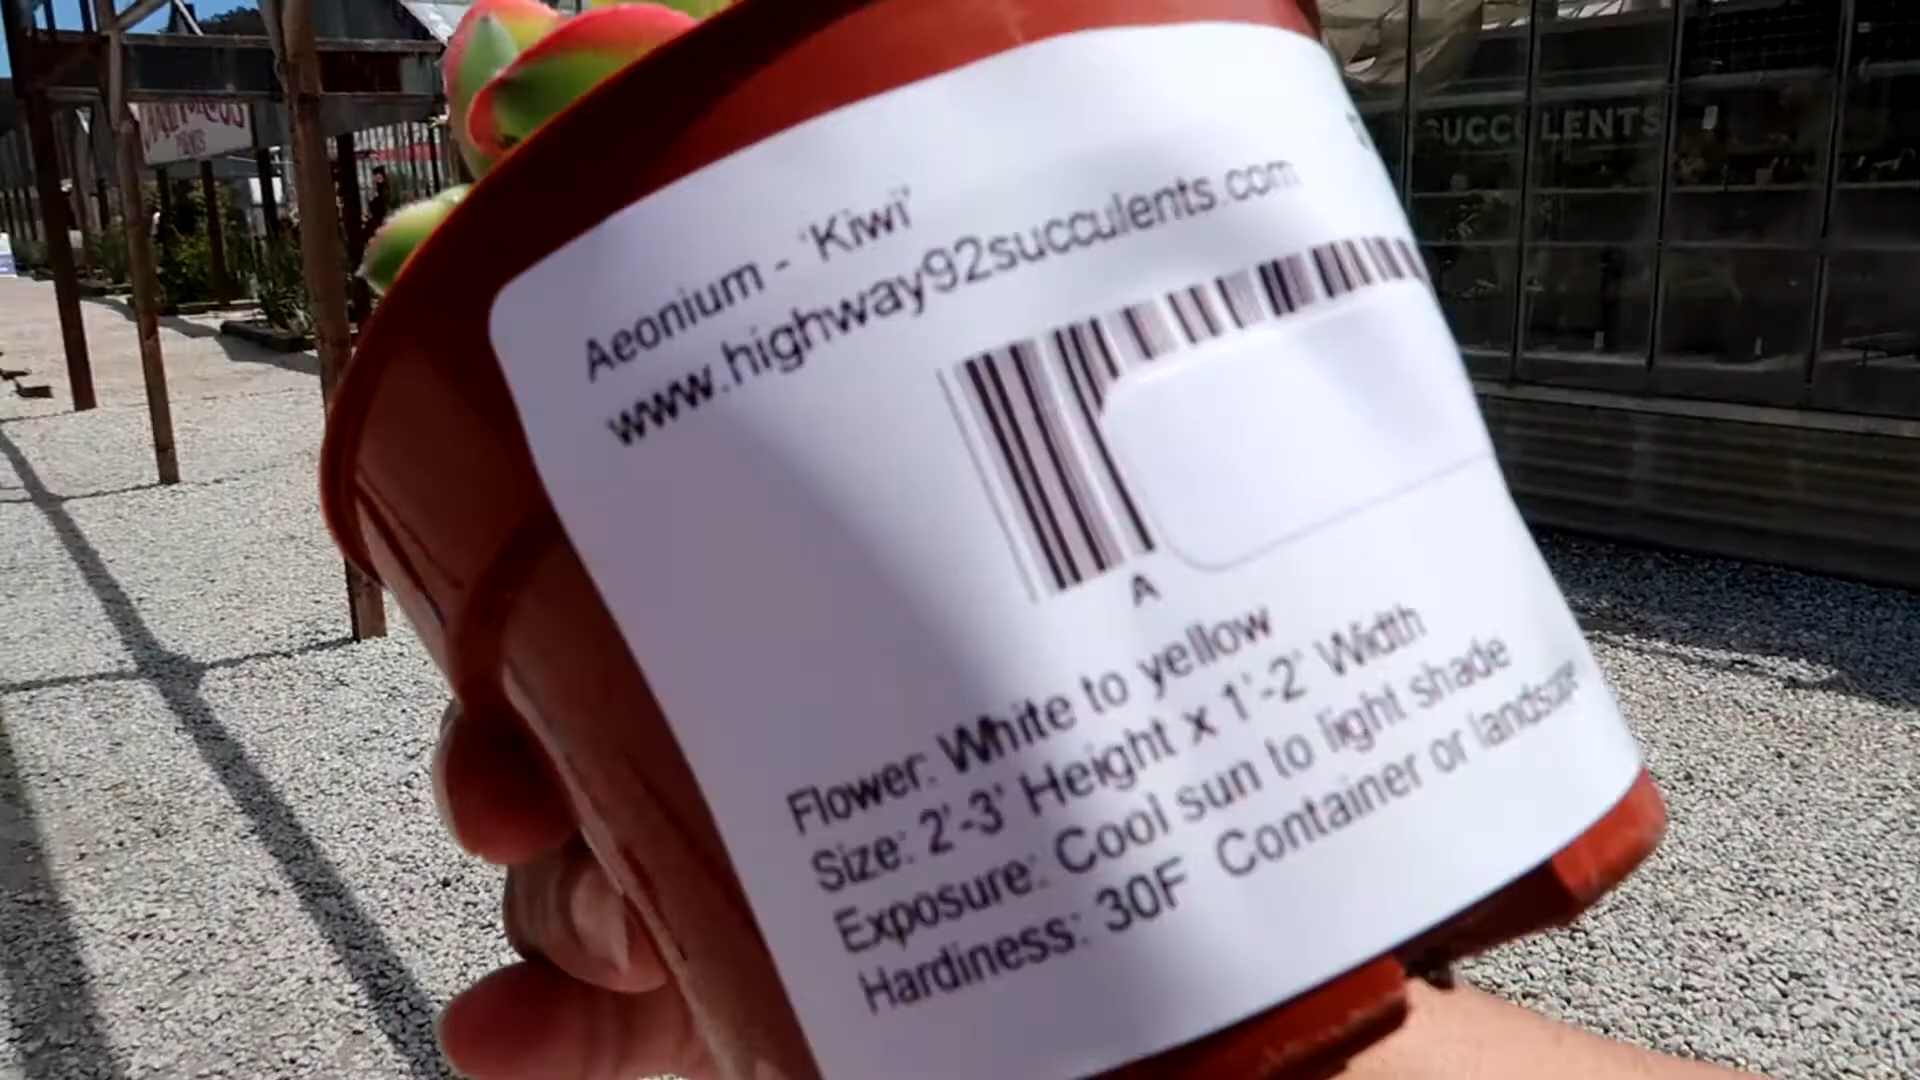 Aeonium - 'Kiwi'
www.highway92succulents.com
A
Flower: White to yellow
Size: 2'-3' Height x 1'-2' Width
Exposure: Cool sun to light shade
Hardiness: 30F Container or landscape
SUCCULENTS